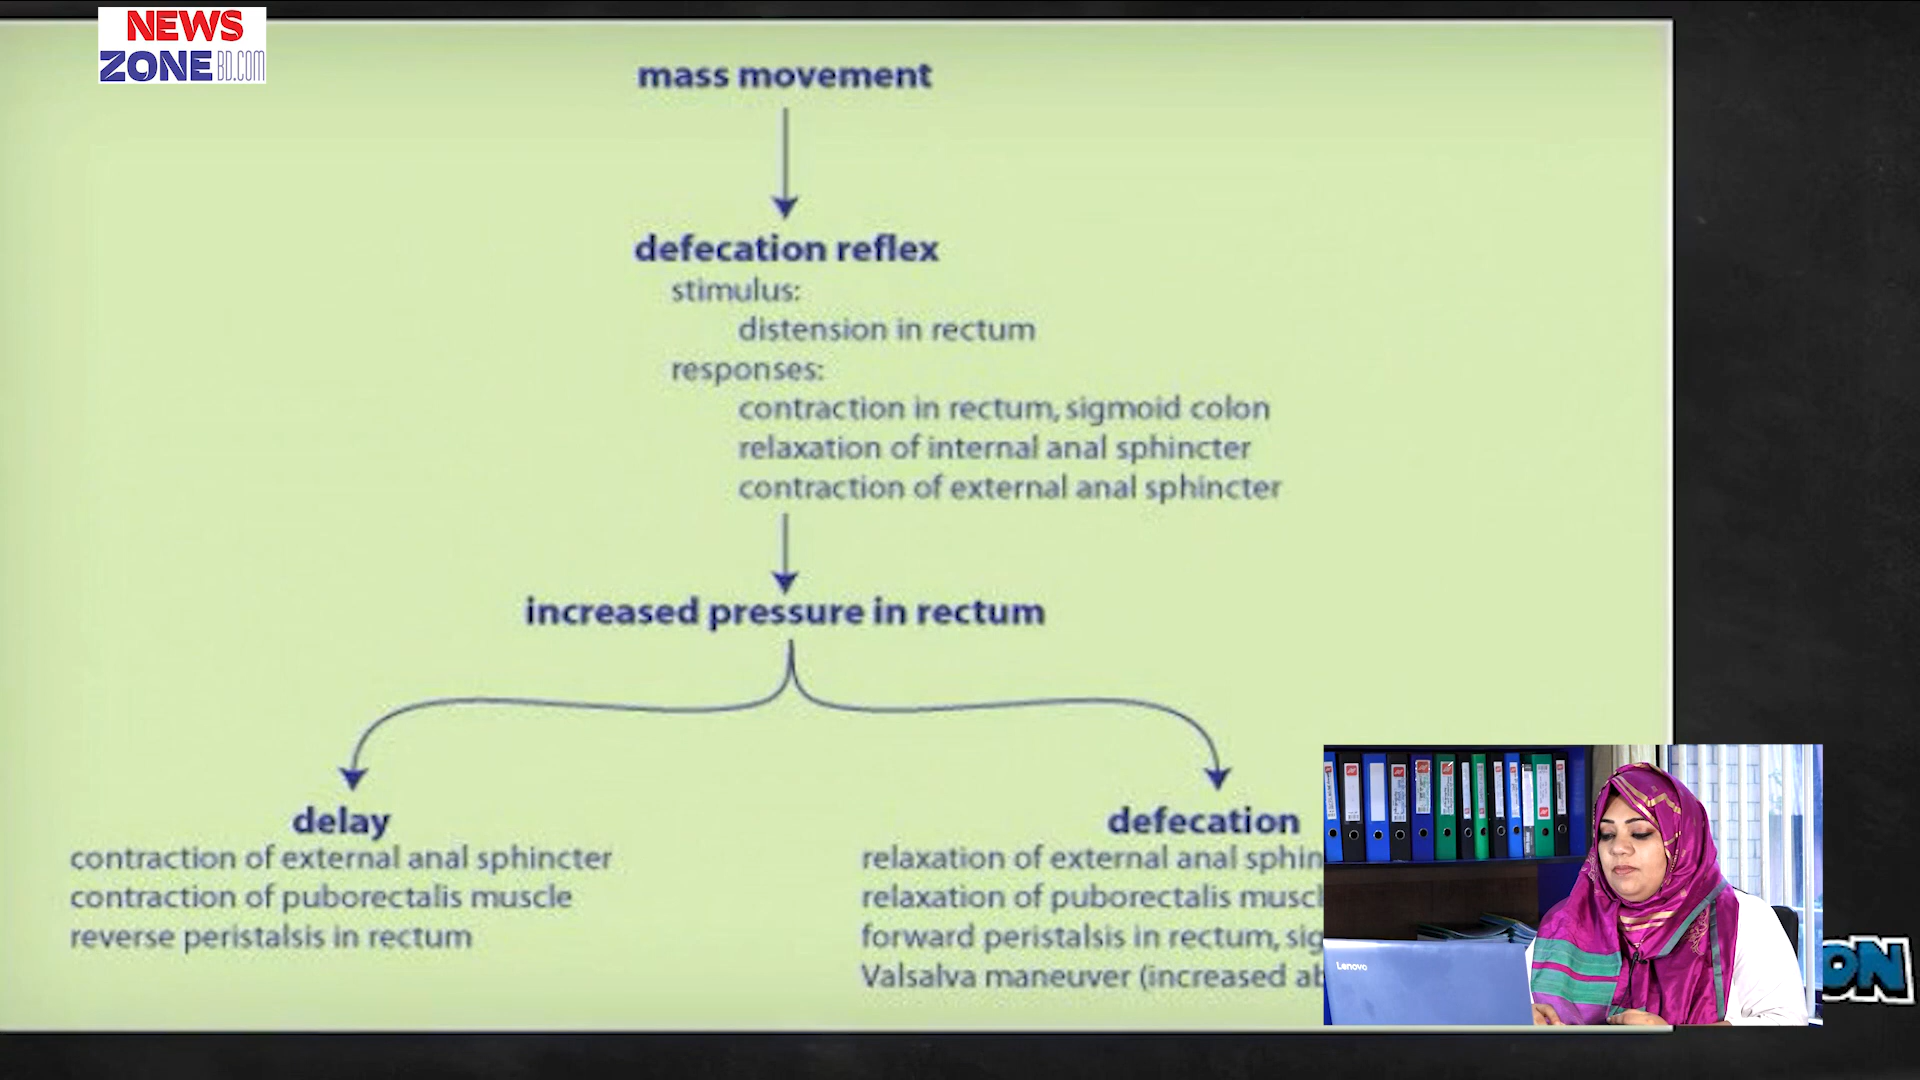 NEWS
ZONE BD.COM
mass movement
defecation reflex
stimulus:
distension in rectum
responses:
contraction in rectum, sigmoid colon
relaxation of internal anal sphincter
contraction of external anal sphincter
increased pressure in rectum
delay
contraction of external anal sphincter
contraction of puborectalis muscle
reverse peristalsis in rectum
defecation
relaxation of external anal sphin
relaxation of puborectalis muscl
forward peristalsis in rectum, sig
Valsalva maneuver (increased ab
Lenovo
ON